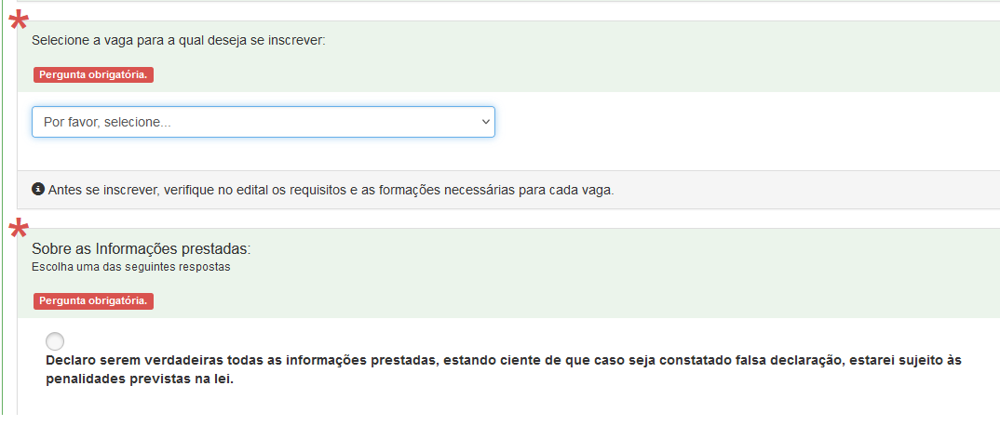 *
Selecione a vaga para a qual deseja se inscrever:
Pergunta obrigatória.
Por favor, selecione...
Antes se inscrever, verifique no edital os requisitos e as formações necessárias para cada vaga.
*
Sobre as Informações prestadas:
Escolha uma das seguintes respostas
Pergunta obrigatória.
Declaro serem verdadeiras todas as informações prestadas, estando ciente de que caso seja constatado falsa declaração, estarei sujeito às
penalidades previstas na lei.